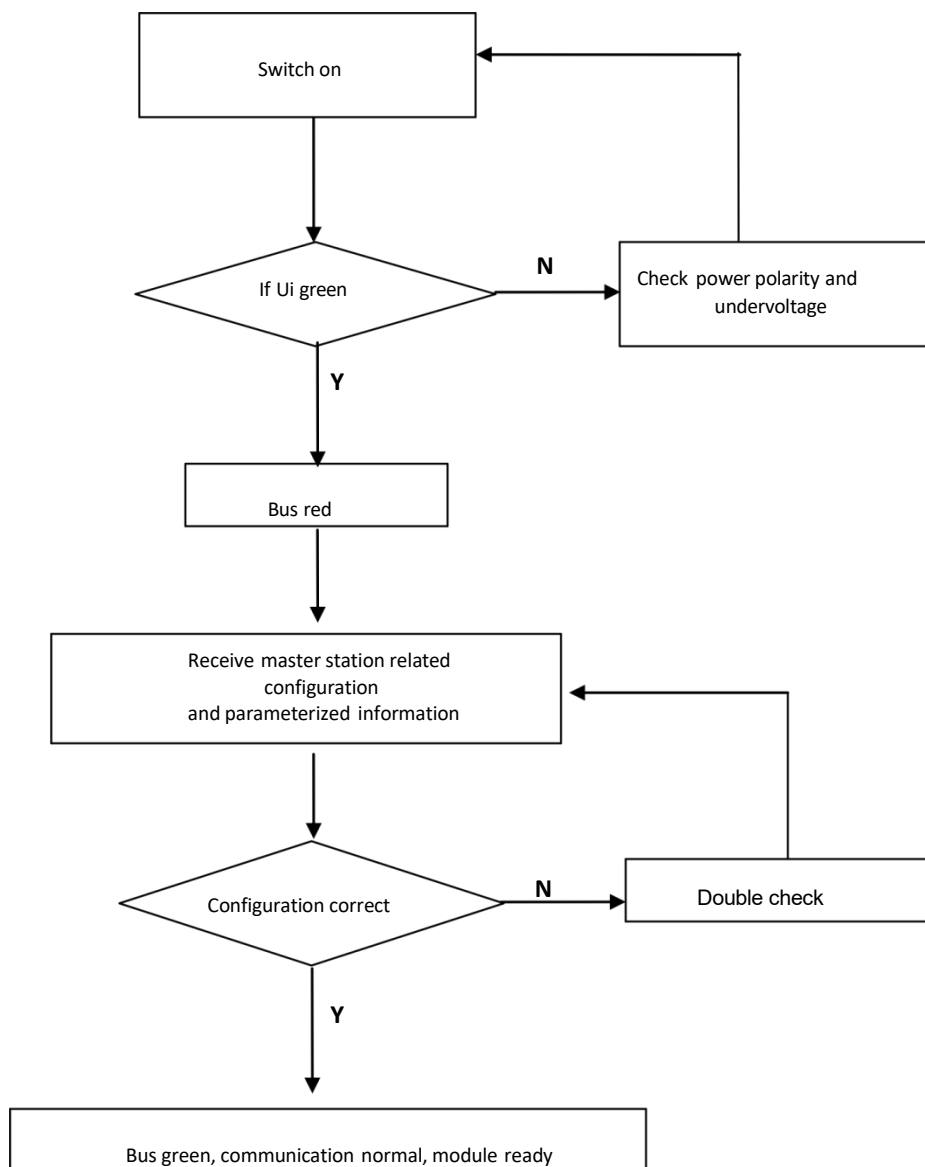 Switch on
If Ui green
N
Check power polarity and
undervoltage
Y
Bus red
Receive master station related
configuration
and parameterized information
Configuration correct
N
Double check
Y
Bus green, communication normal, module ready